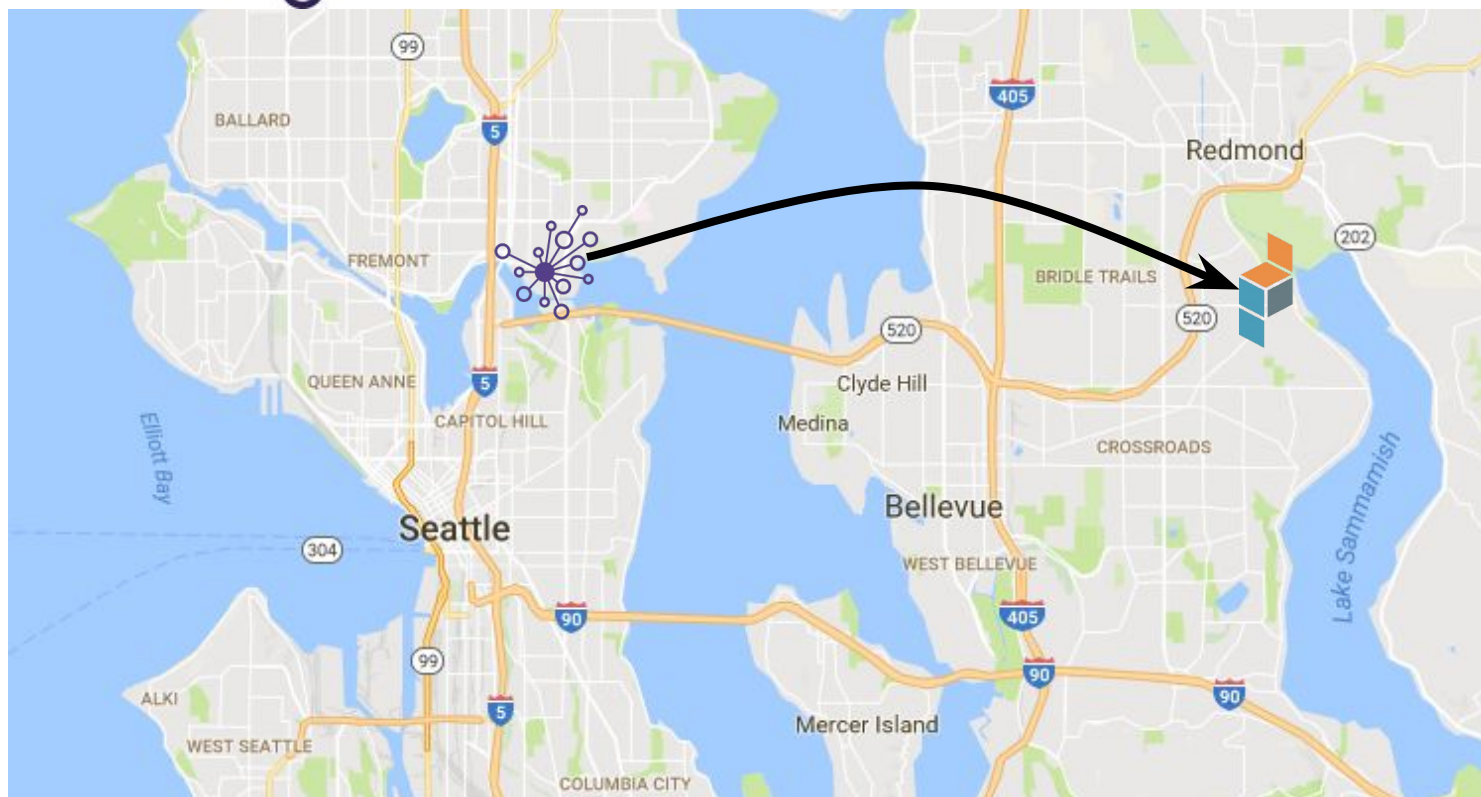 99
BALLARD
5
405
Redmond
202
FREMONT
BRIDLE TRAILS
520
520
5
QUEEN ANNE
Clyde Hill
CAPITOL HILL
Medina
Elliott Bay
CROSSROADS
Bellevue
Seattle
304
WEST BELLEVUE
Lake Sammamish
90
405
99
90
90
ALKI
5
Mercer Island
WEST SEATTLE
COLUMBIA CITY